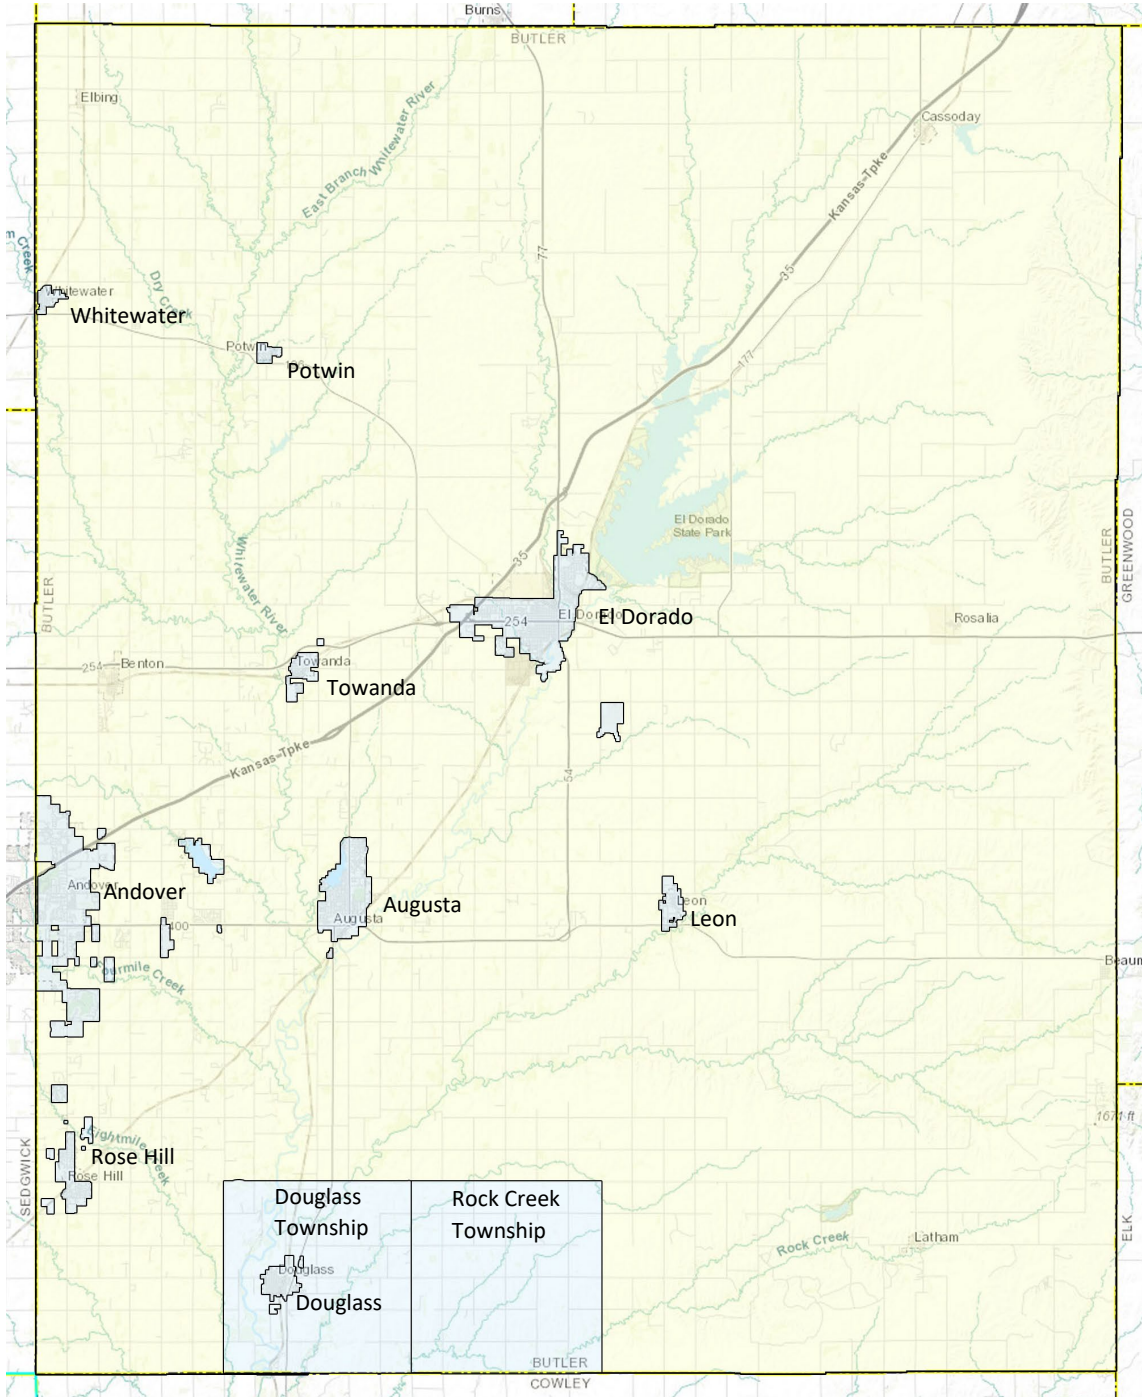 Burns
BUTLER
Elbing
East Branch Whitewater River
Cassoday
Kansas-Tpke
35
77
Creek
Dry Creek
Whitewater
Whitewater
Potwin
196
Potwin
177
El Dorado
State Park
BUTLER
GREENWOOD
BUTLER
Whitewater River
35
254
El Dorado
El Dorado
Rosalia
254
Benton
Towanda
Towanda
Kansas-Tpke
54
Andover
Andover
Augusta
Augusta
Leon
Leon
400
Fourmile Creek
Beaum
1671 ft
Eightmile Creek
Rose Hill
Rose Hill
SEDGWICK
Douglass
Township
Rock Creek
Township
ELK
Rock Creek
Latham
Douglass
Douglass
BUTLER
COWLEY